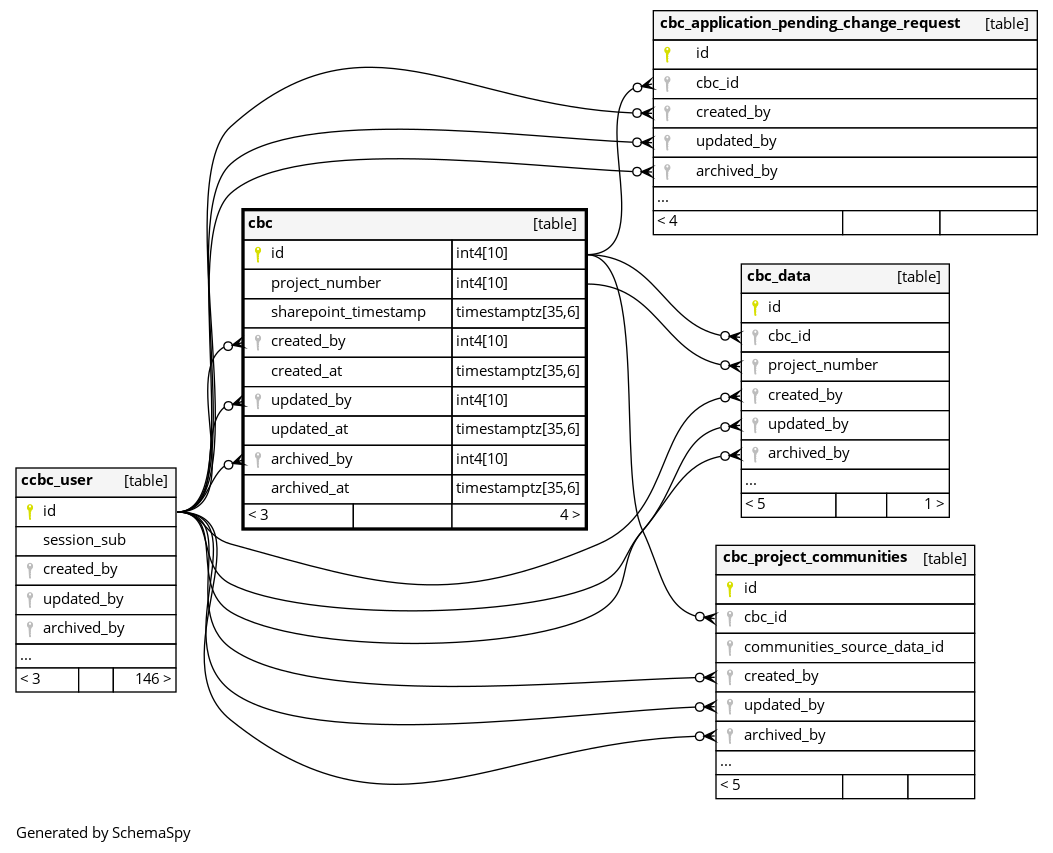 cbc_application_pending_change_request [table]
id
cbc_id
created_by
updated_by
archived_by
...
< 4
cbc [table]
id int4[10]
project_number int4[10]
sharepoint_timestamp timestamptz[35,6]
created_by int4[10]
created_at timestamptz[35,6]
updated_by int4[10]
updated_at timestamptz[35,6]
archived_by int4[10]
archived_at timestamptz[35,6]
< 3 4 >
cbc_data [table]
id
cbc_id
project_number
created_by
updated_by
archived_by
...
< 5 1 >
ccbc_user [table]
id
session_sub
created_by
updated_by
archived_by
...
< 3 146 >
cbc_project_communities [table]
id
cbc_id
communities_source_data_id
created_by
updated_by
archived_by
...
< 5
Generated by SchemaSpy